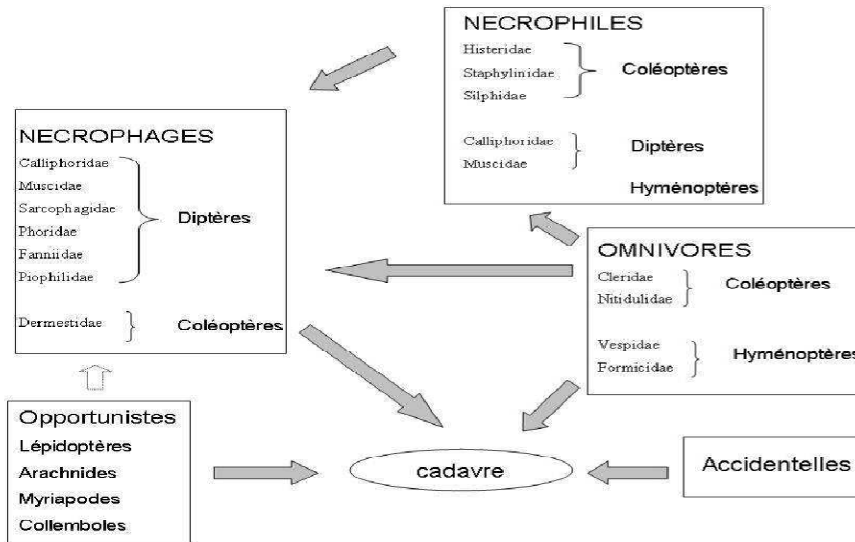 NECROPHILES
Histeridae
Staphylinidae
Silphidae
Coléoptères
Calliphoridae
Muscidae
Diptères
Hyménoptères
NECROPHAGES
Calliphoridae
Muscidae
Sarcophagidae
Phoridae
Fanniidae
Piophilidae
Diptères
Dermestidae
Coléoptères
OMNIVORES
Cleridae
Nitidulidae
Coléoptères
Vespidae
Formicidae
Hyménoptères
Opportunistes
Lépidoptères
Arachnides
Myriapodes
Collemboles
cadavre
Accidentelles